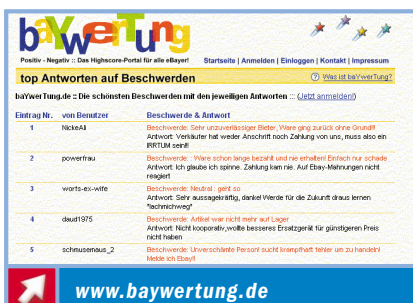 baYwerTung
Positiv - Negativ :: Das Highscore-Portal für alle eBayer!
Startseite | Anmelden | Einloggen | Kontakt | Impressum
top Antworten auf Beschwerden
? Was ist baYwerTung?
baYwerTung.de :: Die schönsten Beschwerden mit den jeweiligen Antworten ::: (Jetzt anmelden!)
Eintrag Nr. von Benutzer Beschwerde & Antwort
1 NickeAli Beschwerde: Sehr unzuverlässiger Bieter, Ware ging zurück ohne Grund!!!
Antwort: Verkäufer hat weder Anschrift noch Zahlung von uns, muss also ein
IRRTUM sein!!
2 powerfrau Beschwerde: : Ware schon lange bezahlt und nie erhalten! Einfach nur schade
Antwort: Ich glaube ich spinne. Zahlung kam nie. Auf Ebay-Mahnungen nicht
reagiert
3 worts-ex-wife Beschwerde: Neutral : geht so
Antwort: Sehr aussagekräftig, danke! Werde für die Zukunft draus lernen
*lachmichweg*
4 daud1975 Beschwerde: Artikel war nicht mehr auf Lager
Antwort: Nicht kooporativ,wollte besseres Ersatzgerät für günstigeren Preis
nicht haben
5 schmusemaus_2 Beschwerde: Unverschämte Person! sucht krampfhaft fehler um zu handeln!
Melde ich Ebay!!
www.baywertung.de